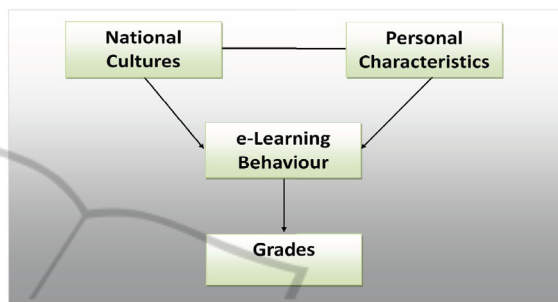 National
Cultures
Personal
Characteristics
e-Learning
Behaviour
Grades